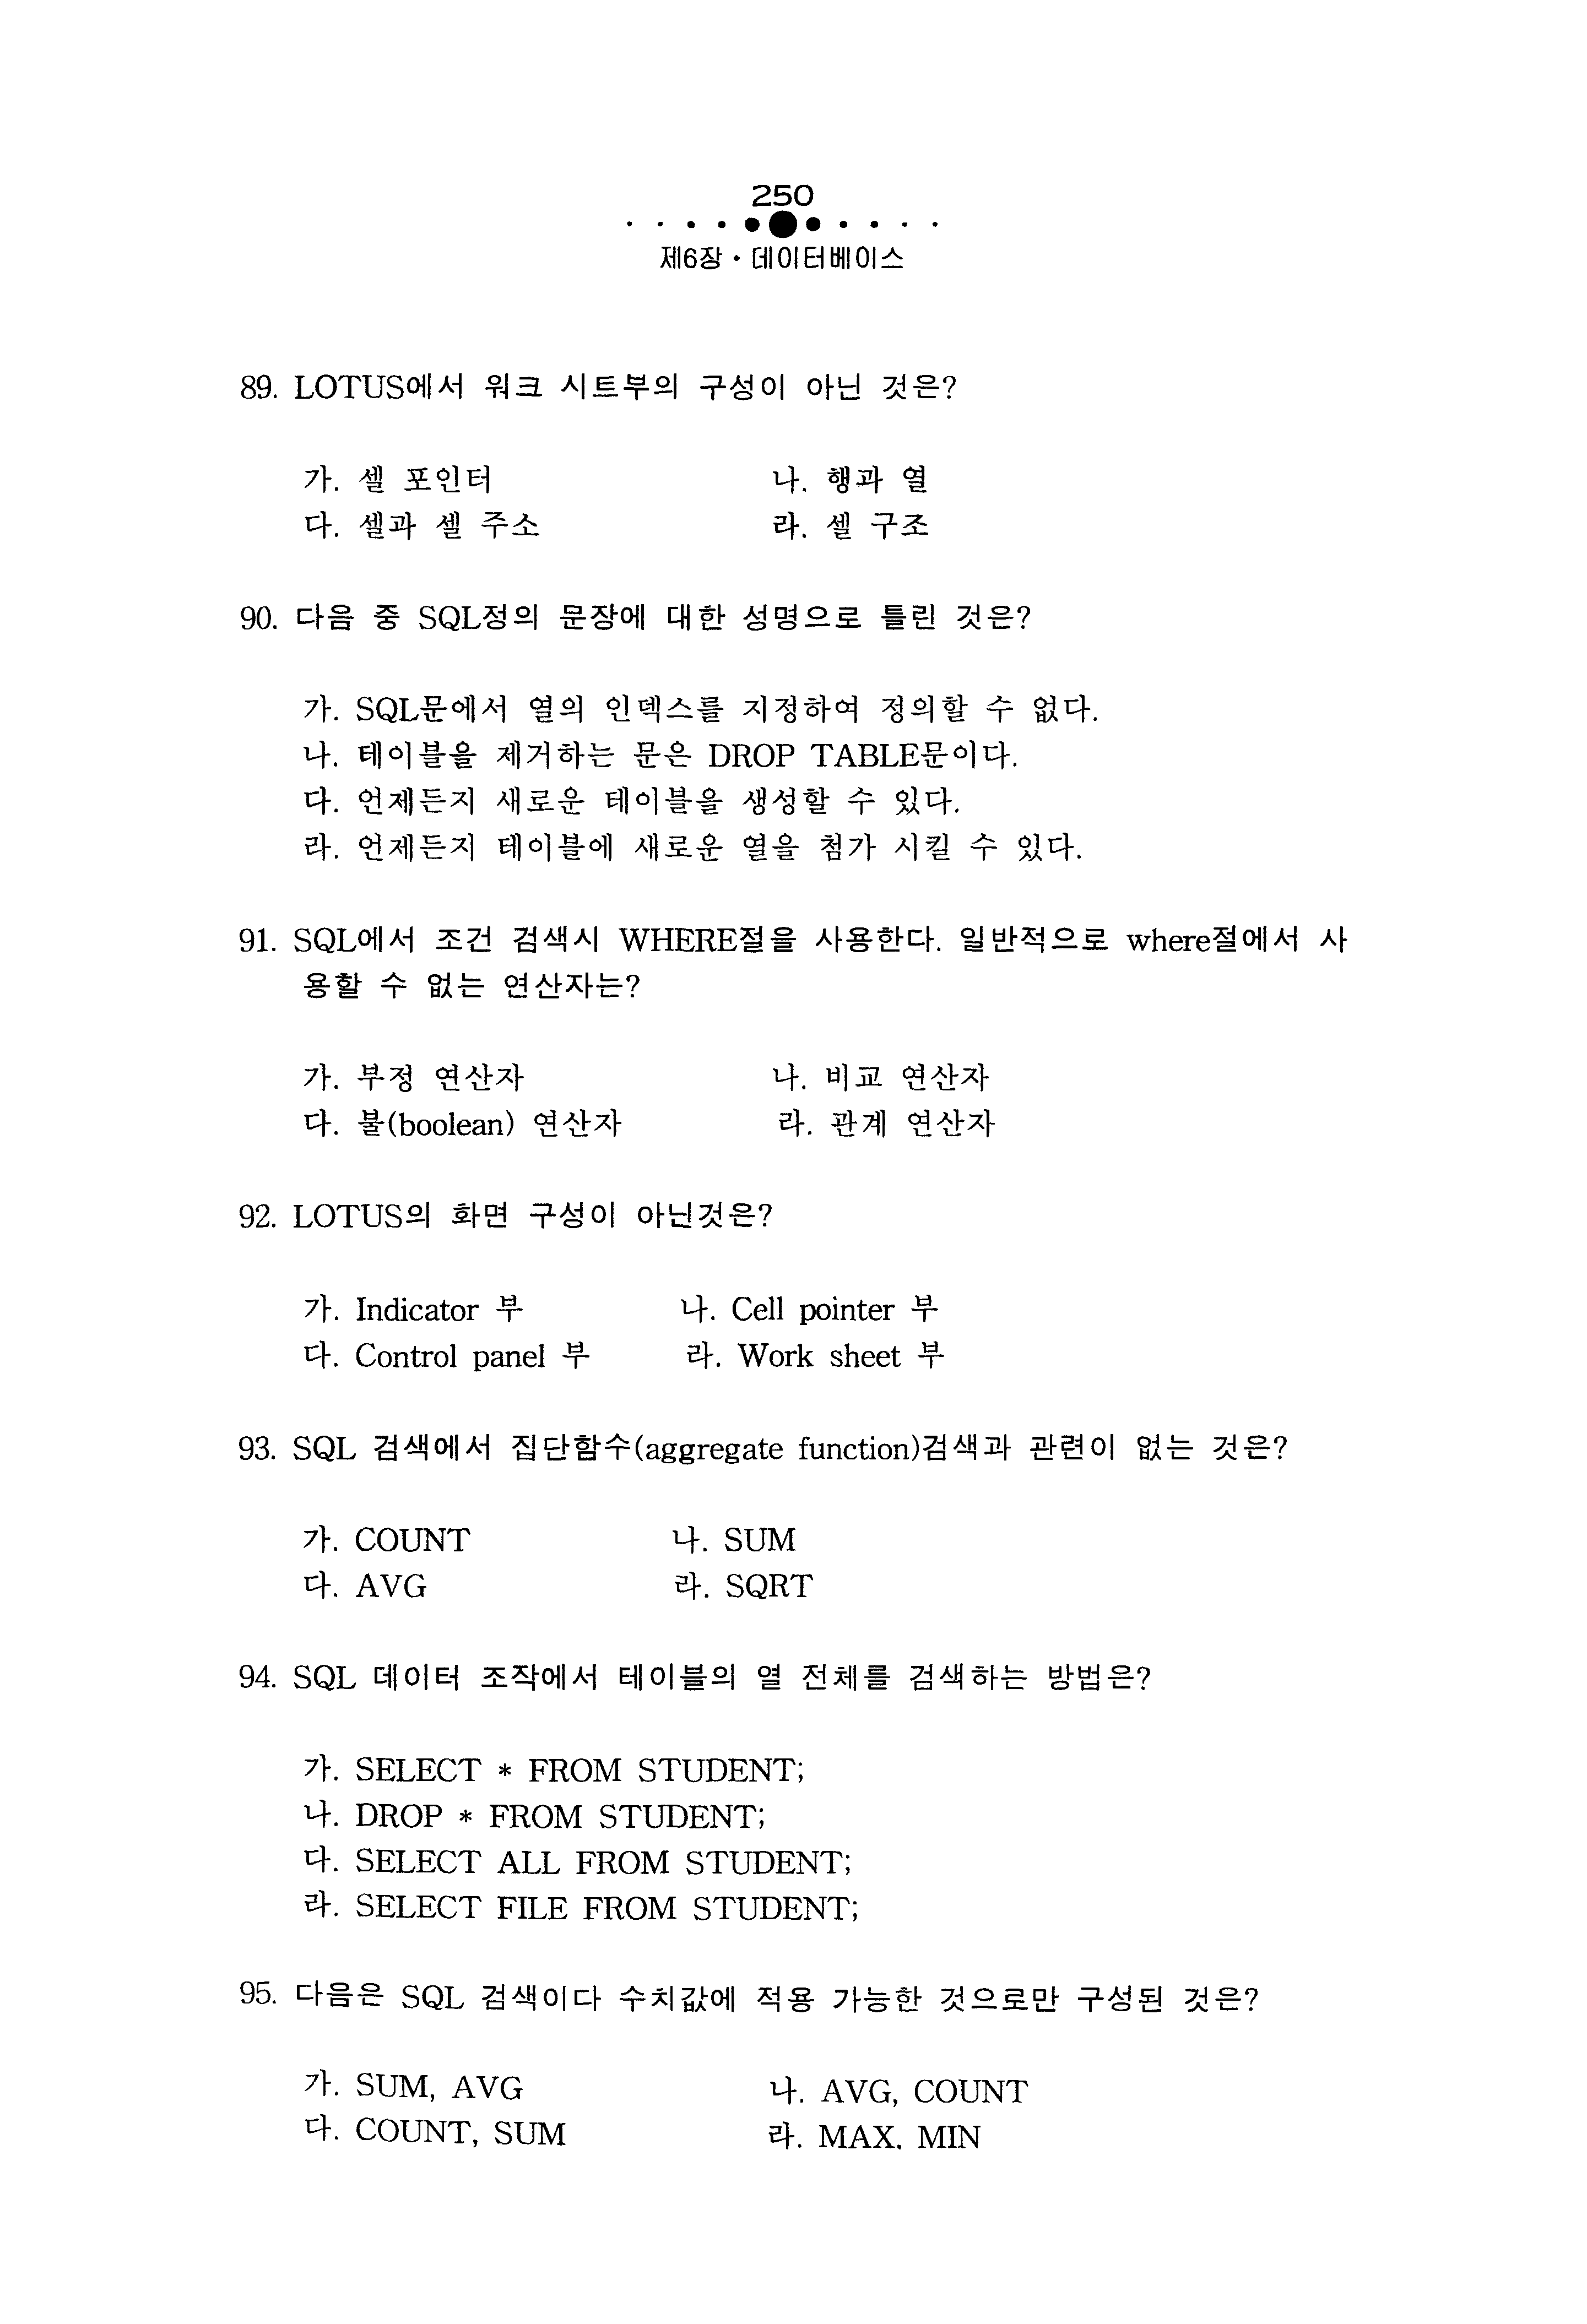 250
제6장 • 데이터베이스
89. LOTUS에서 워크 시트부의 구성이 아닌 것은?
가. 셀 포인터 나. 행과 열
다. 셀과 셀 주소 라. 셀 구조
90. 다음 중 SQL정의 문장에 대한 성명으로 틀린 것은?
가. SQL문에서 열의 인덱스를 지정하여 정의할 수 없다.
나. 테이블을 제거하는 문은 DROP TABLE문이다.
다. 언제든지 새로운 테이블을 생성할 수 있다.
라. 언제든지 테이블에 새로운 열을 첨가 시킬 수 있다.
91. SQL에서 조건 검색시 WHERE절을 사용한다. 일반적으로 where절에서 사
용할 수 없는 연산자는?
가. 부정 연산자 나. 비교 연산자
다. 불(boolean) 연산자 라. 관계 연산자
92. LOTUS의 화면 구성이 아닌것은?
가. Indicator 부 나. Cell pointer 부
다. Control panel 부 라. Work sheet 부
93. SQL 검색에서 집단함수(aggregate function)검색과 관련이 없는 것은?
가. COUNT 나. SUM
다. AVG 라. SQRT
94. SQL 데이터 조작에서 테이블의 열 전체를 검색하는 방법은?
가. SELECT * FROM STUDENT;
나. DROP * FROM STUDENT;
다. SELECT ALL FROM STUDENT;
라. SELECT FILE FROM STUDENT;
95. 다음은 SQL 검색이다 수치값에 적용 가능한 것으로만 구성된 것은?
가. SUM, AVG 나. AVG, COUNT
다. COUNT, SUM 라. MAX, MIN